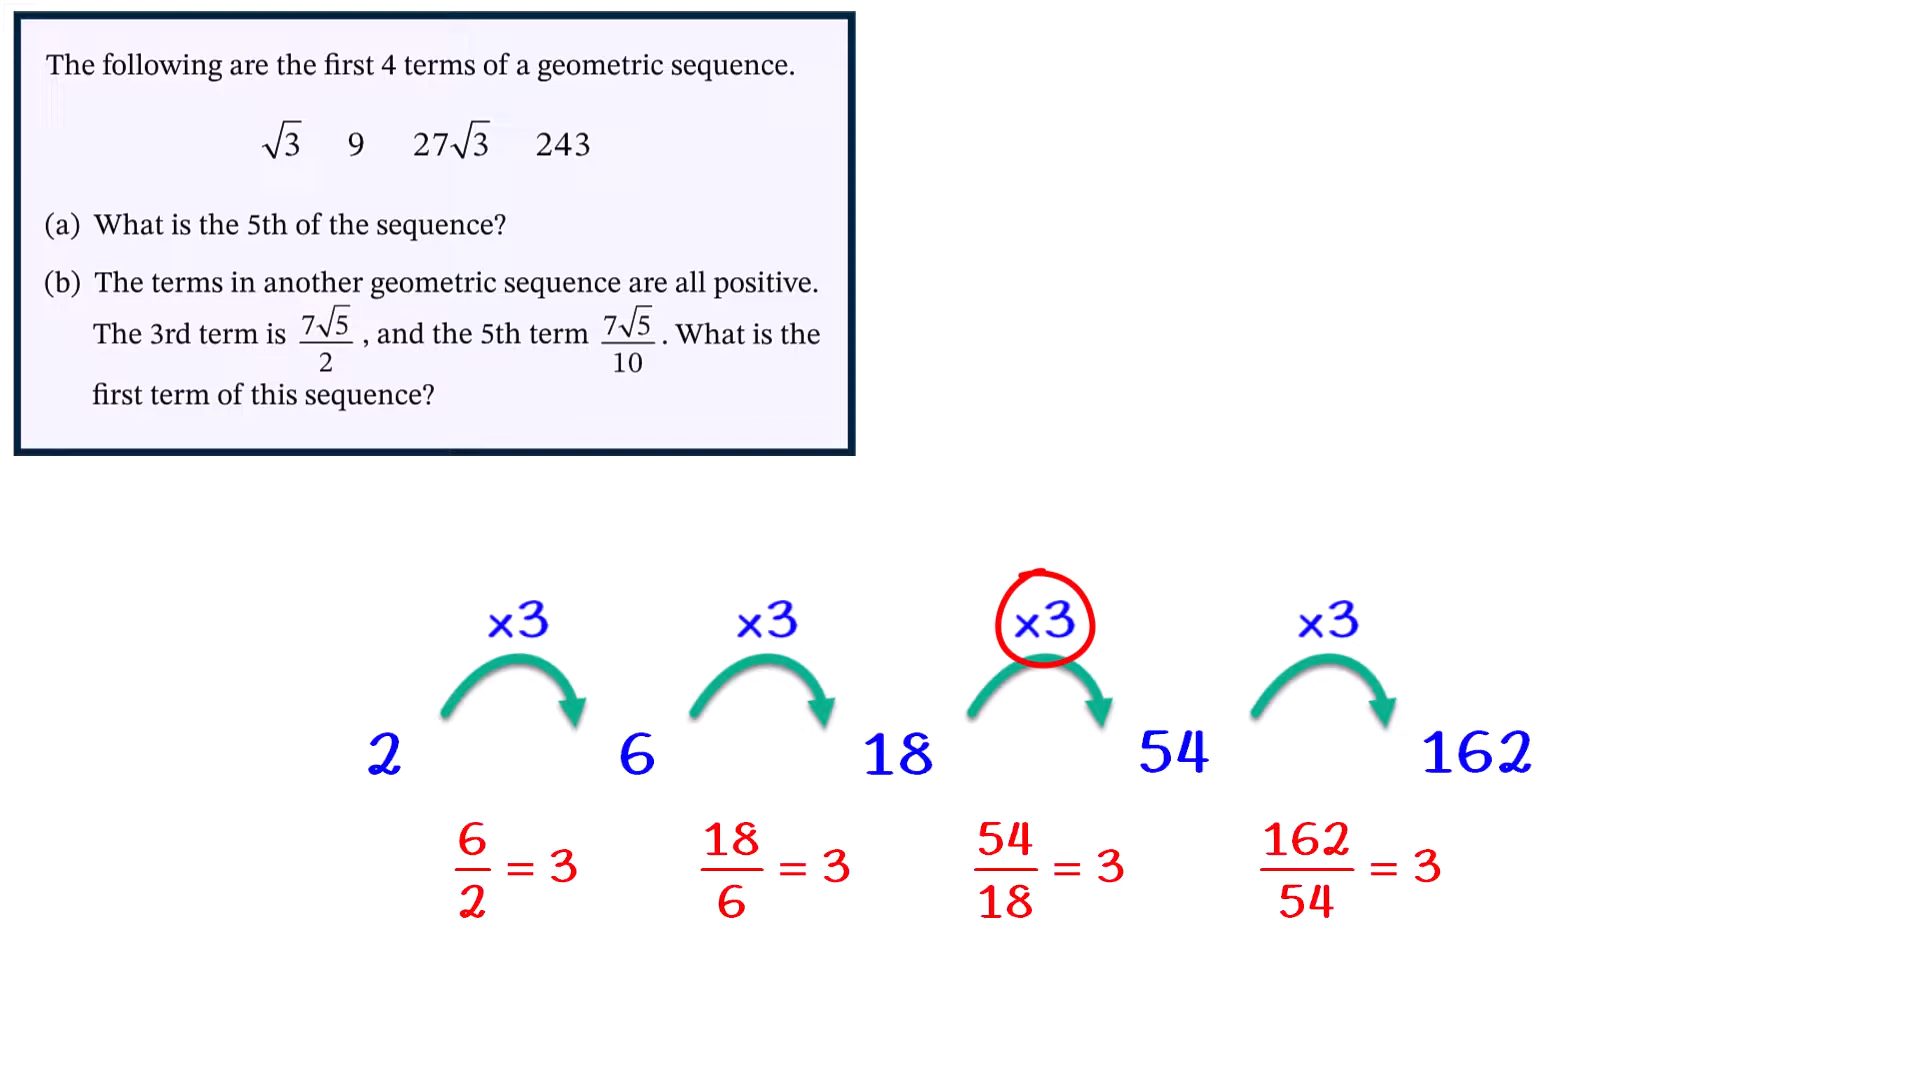 The following are the first 4 terms of a geometric sequence.
√3 9 27√3 243
(a) What is the 5th of the sequence?
(b) The terms in another geometric sequence are all positive.
The 3rd term is 7√5/2 , and the 5th term 7√5/10 . What is the
first term of this sequence?
×3 ×3 ×3 ×3
2 6 18 54 162
6/2 = 3 18/6 = 3 54/18 = 3 162/54 = 3